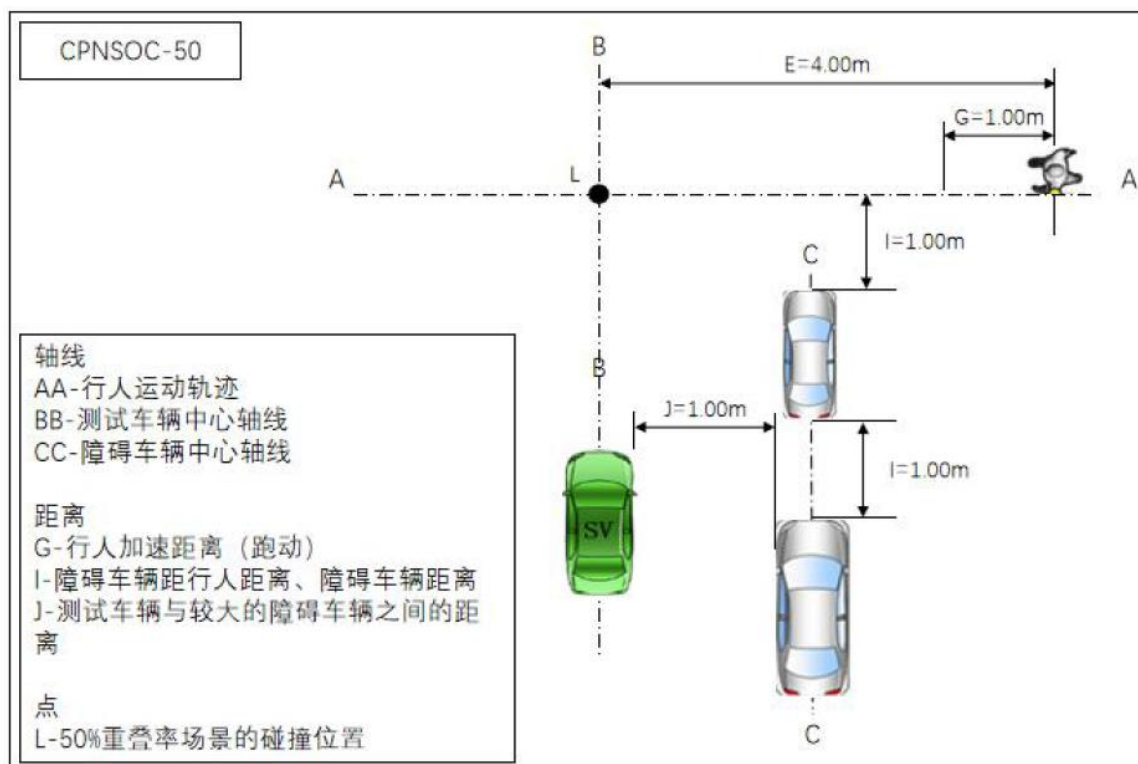 CPNSOC-50
B
E=4.00m
G=1.00m
A
L
A
I=1.00m
C
B
J=1.00m
I=1.00m
SV
C
轴线
AA-行人运动轨迹
BB-测试车辆中心轴线
CC-障碍车辆中心轴线
距离
G-行人加速距离（跑动）
I-障碍车辆距行人距离、障碍车辆距离
J-测试车辆与较大的障碍车辆之间的距
离
点
L-50%重叠率场景的碰撞位置